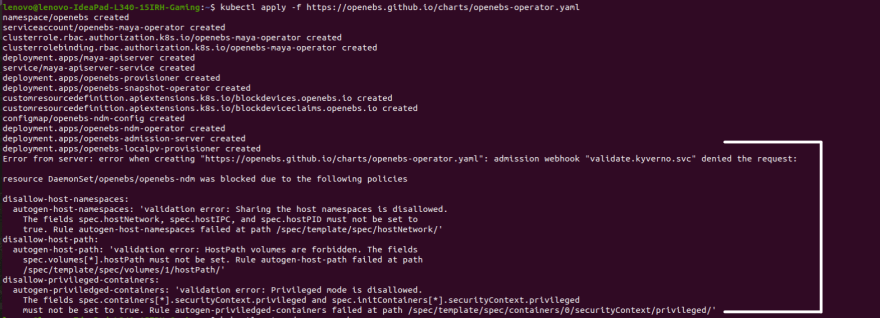 lenovo@lenovo-IdeaPad-L340-15IRH-Gaming:~$ kubectl apply -f https://openebs.github.io/charts/openebs-operator.yaml
namespace/openebs created
serviceaccount/openebs-maya-operator created
clusterrole.rbac.authorization.k8s.io/openebs-maya-operator created
clusterrolebinding.rbac.authorization.k8s.io/openebs-maya-operator created
deployment.apps/maya-apiserver created
service/maya-apiserver-service created
deployment.apps/openebs-provisioner created
deployment.apps/openebs-snapshot-operator created
customresourcedefinition.apiextensions.k8s.io/blockdevices.openebs.io created
customresourcedefinition.apiextensions.k8s.io/blockdeviceclaims.openebs.io created
configmap/openebs-ndm-config created
deployment.apps/openebs-ndm-operator created
deployment.apps/openebs-admission-server created
deployment.apps/openebs-localpv-provisioner created
Error from server: error when creating "https://openebs.github.io/charts/openebs-operator.yaml": admission webhook "validate.kyverno.svc" denied the request:
resource DaemonSet/openebs/openebs-ndm was blocked due to the following policies
disallow-host-namespaces:
autogen-host-namespaces: 'validation error: Sharing the host namespaces is disallowed.
The fields spec.hostNetwork, spec.hostIPC, and spec.hostPID must not be set to
true. Rule autogen-host-namespaces failed at path /spec/template/spec/hostNetwork/'
disallow-host-path:
autogen-host-path: 'validation error: HostPath volumes are forbidden. The fields
spec.volumes[*].hostPath must not be set. Rule autogen-host-path failed at path
/spec/template/spec/volumes/1/hostPath/'
disallow-privileged-containers:
autogen-priviledged-containers: 'validation error: Privileged mode is disallowed.
The fields spec.containers[*].securityContext.privileged and spec.initContainers[*].securityContext.privileged
must not be set to true. Rule autogen-priviledged-containers failed at path /spec/template/spec/containers/0/securityContext/privileged/'